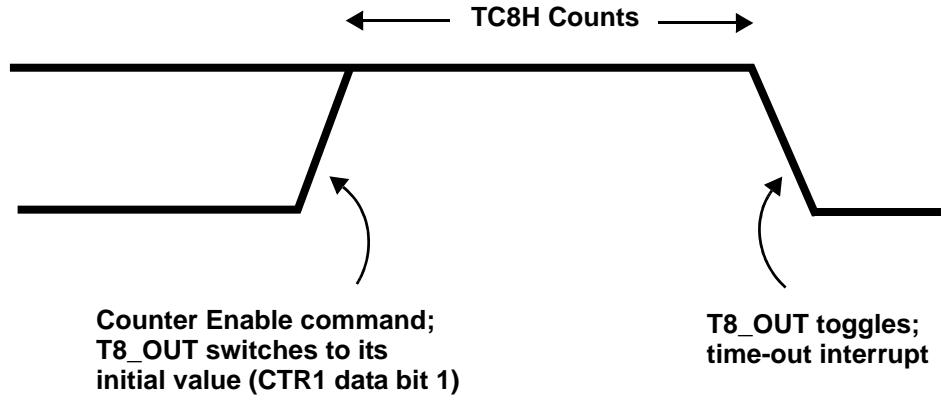 TC8H Counts
Counter Enable command;
T8_OUT switches to its
initial value (CTR1 data bit 1)
T8_OUT toggles;
time-out interrupt